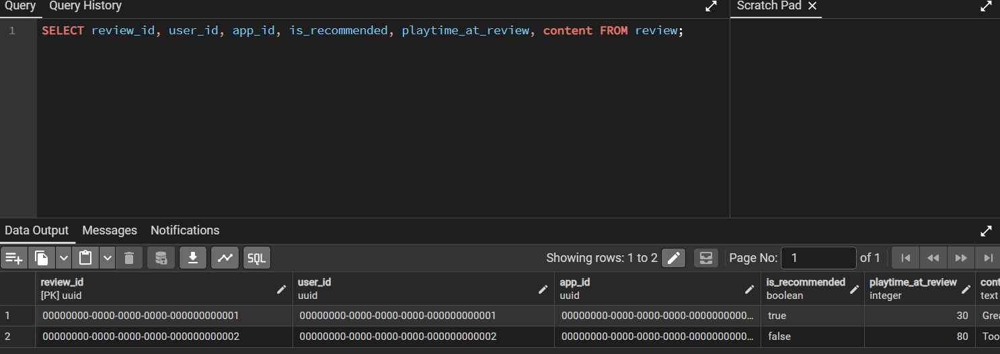 Query Query History Scratch Pad
1 SELECT review_id, user_id, app_id, is_recommended, playtime_at_review, content FROM review;
Data Output Messages Notifications
SQL Showing rows: 1 to 2 Page No: 1 of 1
review_id user_id app_id is_recommended playtime_at_review cont
[PK] uuid uuid uuid boolean integer text
1 00000000-0000-0000-0000-000000000001 00000000-0000-0000-0000-000000000001 00000000-0000-0000-0000-0000000000... true 30 Grea
2 00000000-0000-0000-0000-000000000002 00000000-0000-0000-0000-000000000002 00000000-0000-0000-0000-0000000000... false 80 Too